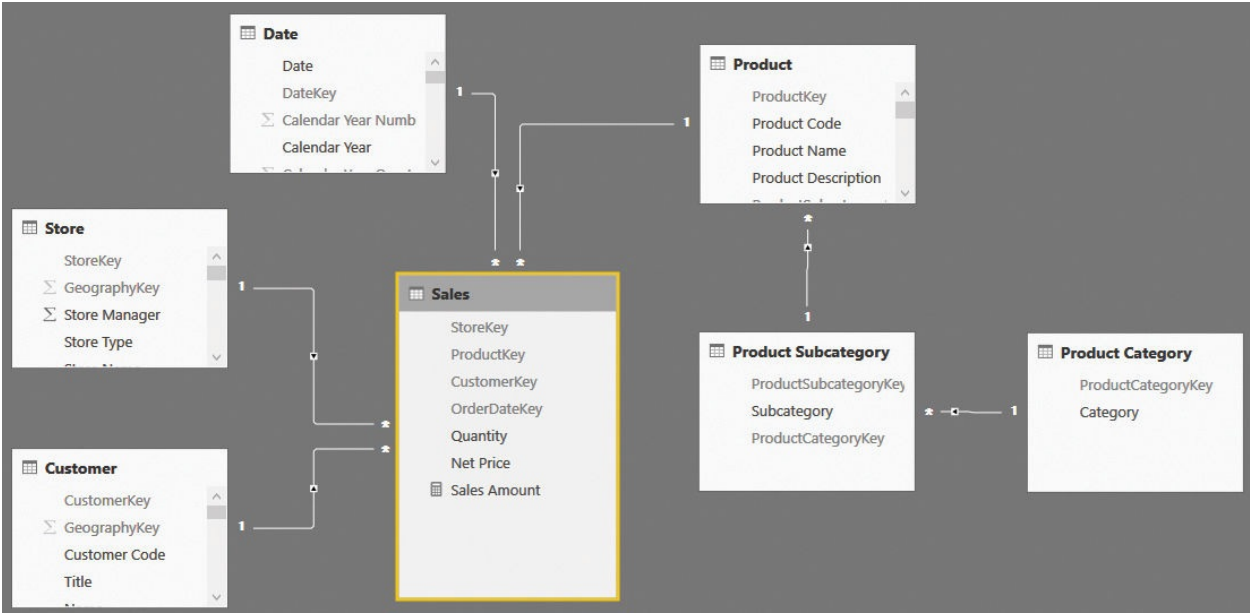 Date
Date
DateKey
Σ Calendar Year Numb
Calendar Year
1
Product
ProductKey
Product Code
Product Name
Product Description
1
*
Store
StoreKey
Σ GeographyKey
Σ Store Manager
Store Type
1
* *
Sales
StoreKey
ProductKey
CustomerKey
OrderDateKey
Quantity
Net Price
Sales Amount
*
*
1
Product Subcategory
ProductSubcategoryKey
Subcategory
ProductCategoryKey
* 1
Product Category
ProductCategoryKey
Category
Customer
CustomerKey
Σ GeographyKey
Customer Code
Title
1